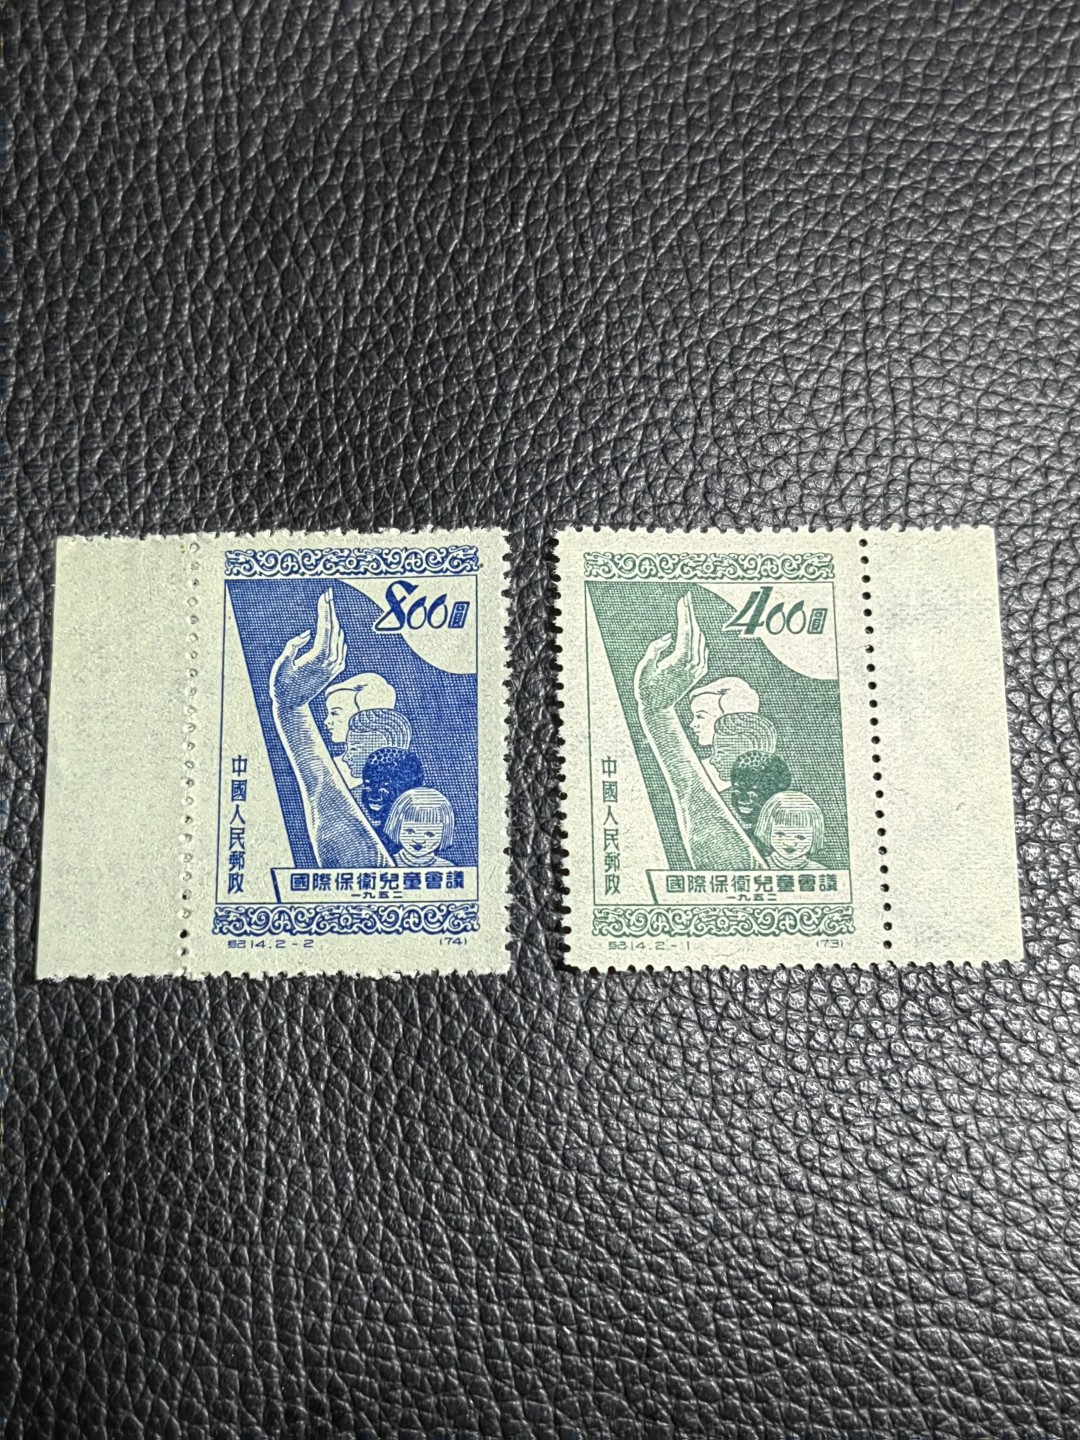 800圓
中國人民郵政
國際保衛兒童會議
一九五二
紀14.2-2 (74)
400圓
中國人民郵政
國際保衛兒童會議
一九五二
紀14.2-1 (73)